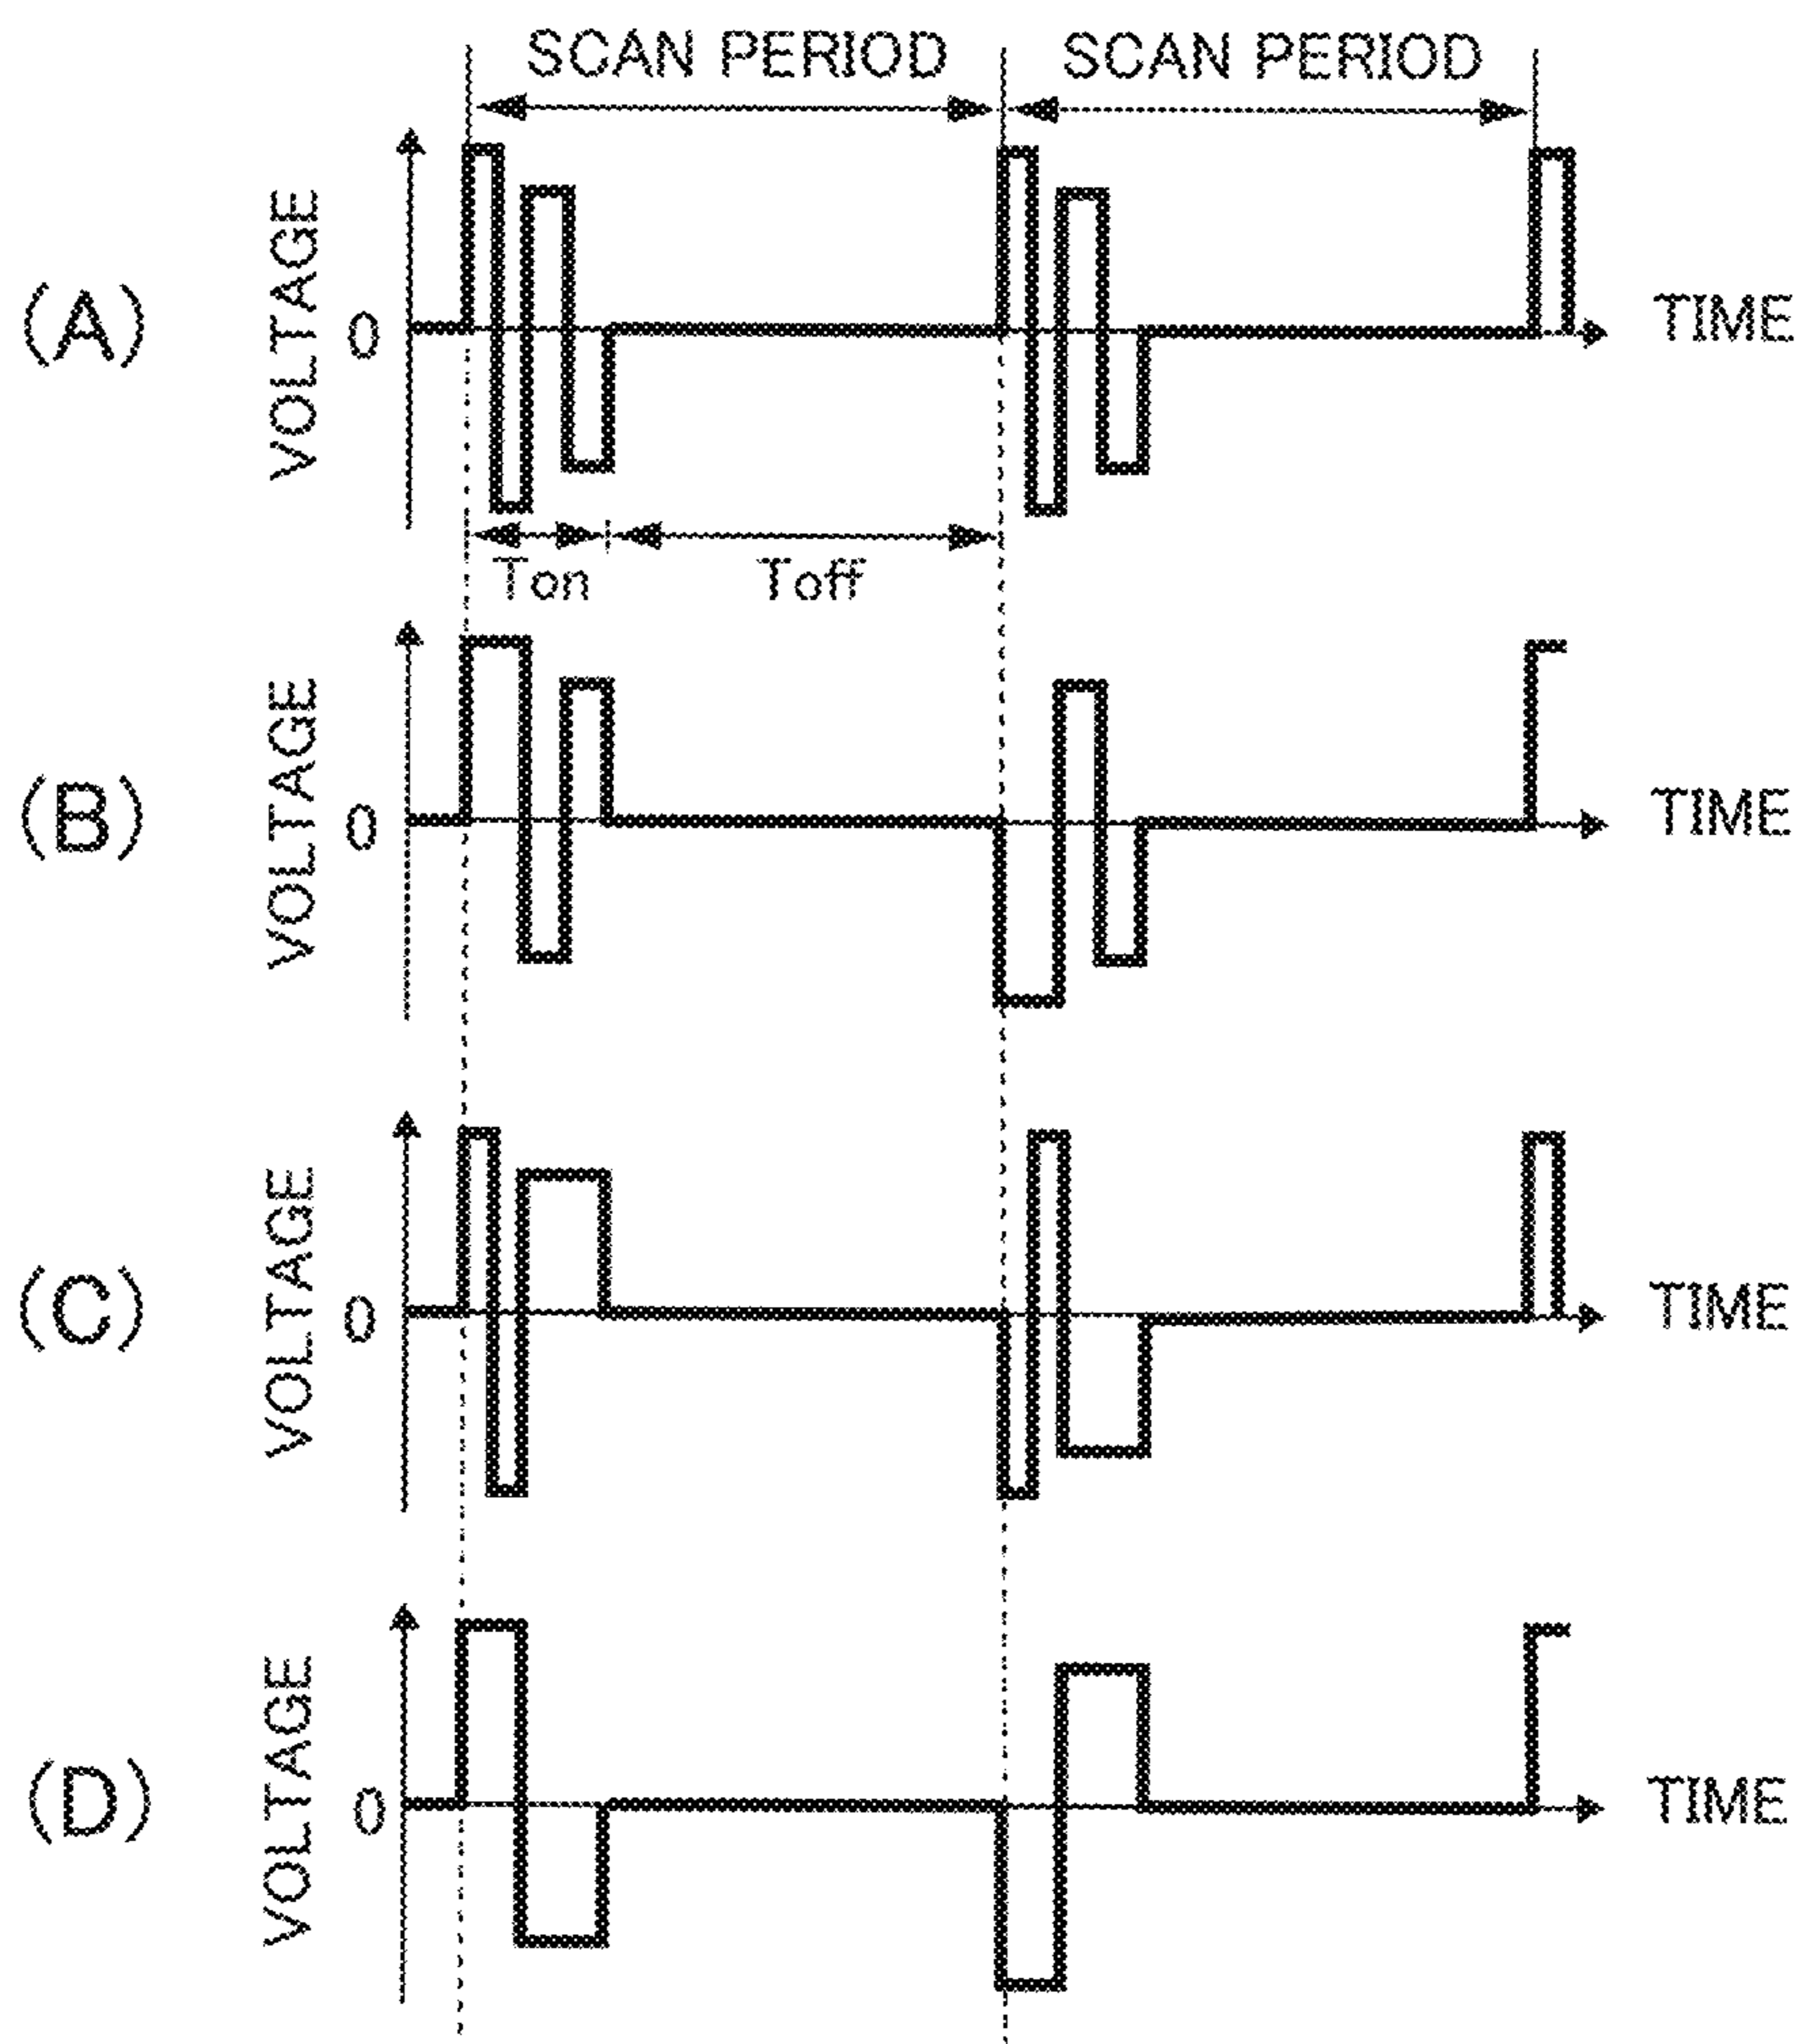 SCAN PERIOD SCAN PERIOD
(A)
VOLTAGE
0
TIME
Ton Toff
(B)
VOLTAGE
0
TIME
(C)
VOLTAGE
0
TIME
(D)
VOLTAGE
0
TIME